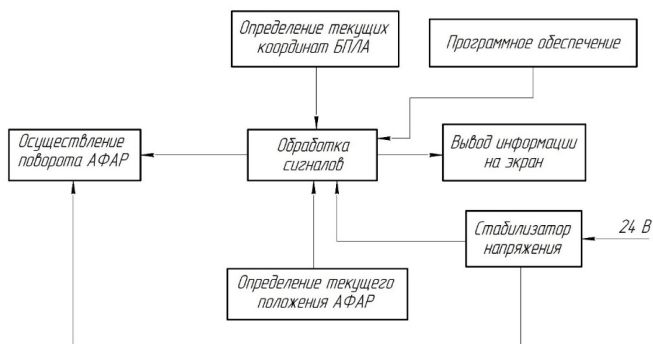 Определение текущих
координат БПЛА
Программное обеспечение
Осуществление
поворота АФАР
Обработка
сигналов
Вывод информации
на экран
Стабилизатор
напряжения
24 В
Определение текущего
положения АФАР